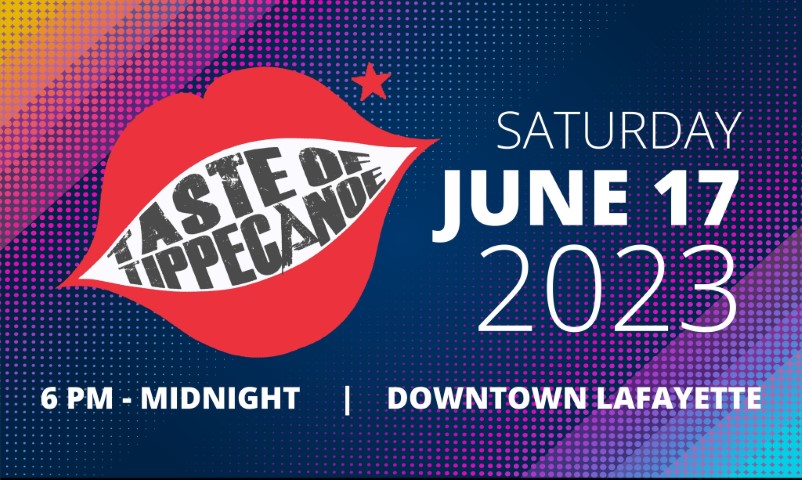 TASTE OF
TIPPECANOE
SATURDAY
JUNE 17
2023
6 PM - MIDNIGHT | DOWNTOWN LAFAYETTE